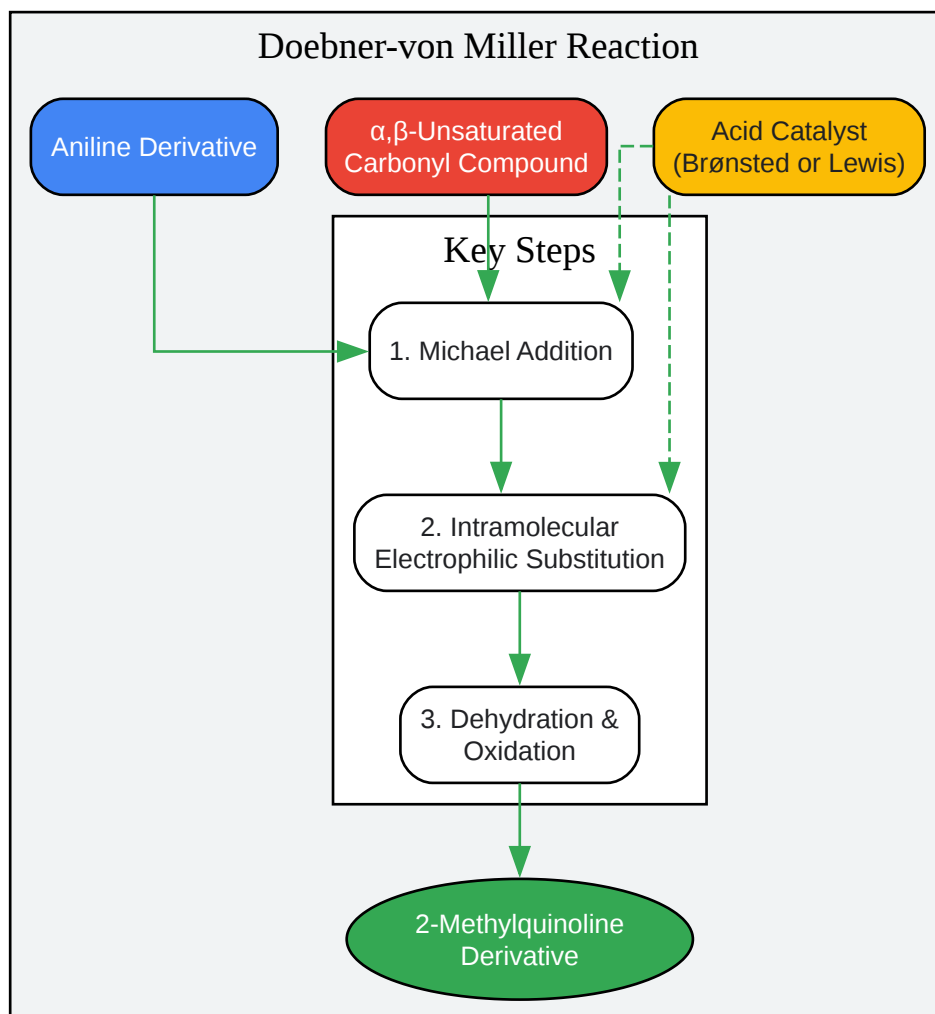 Doebner-von Miller Reaction
Aniline Derivative
α,β-Unsaturated
Carbonyl Compound
Acid Catalyst
(Brønsted or Lewis)
Key Steps
1. Michael Addition
2. Intramolecular
Electrophilic Substitution
3. Dehydration &
Oxidation
2-Methylquinoline
Derivative